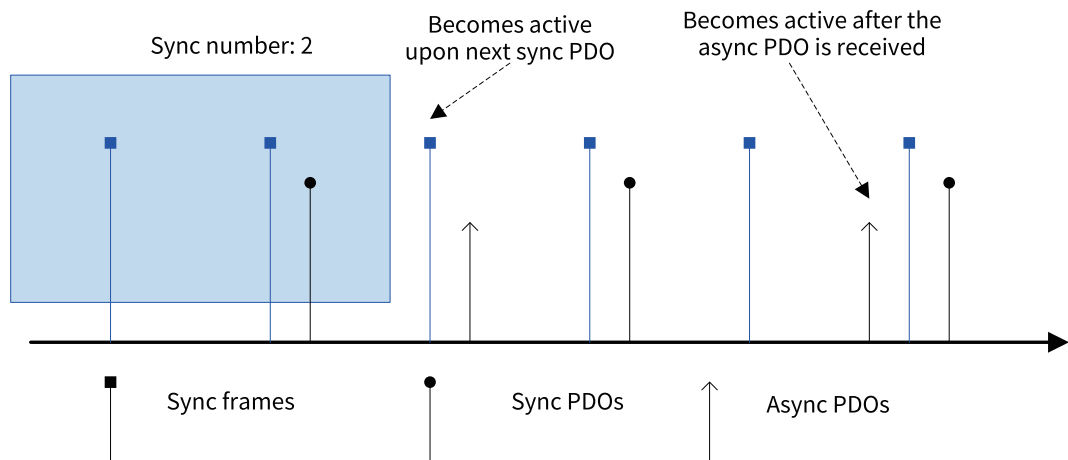 Sync number: 2
Becomes active
upon next sync PDO
Becomes active after the
async PDO is received
Sync frames
Sync PDOs
Async PDOs